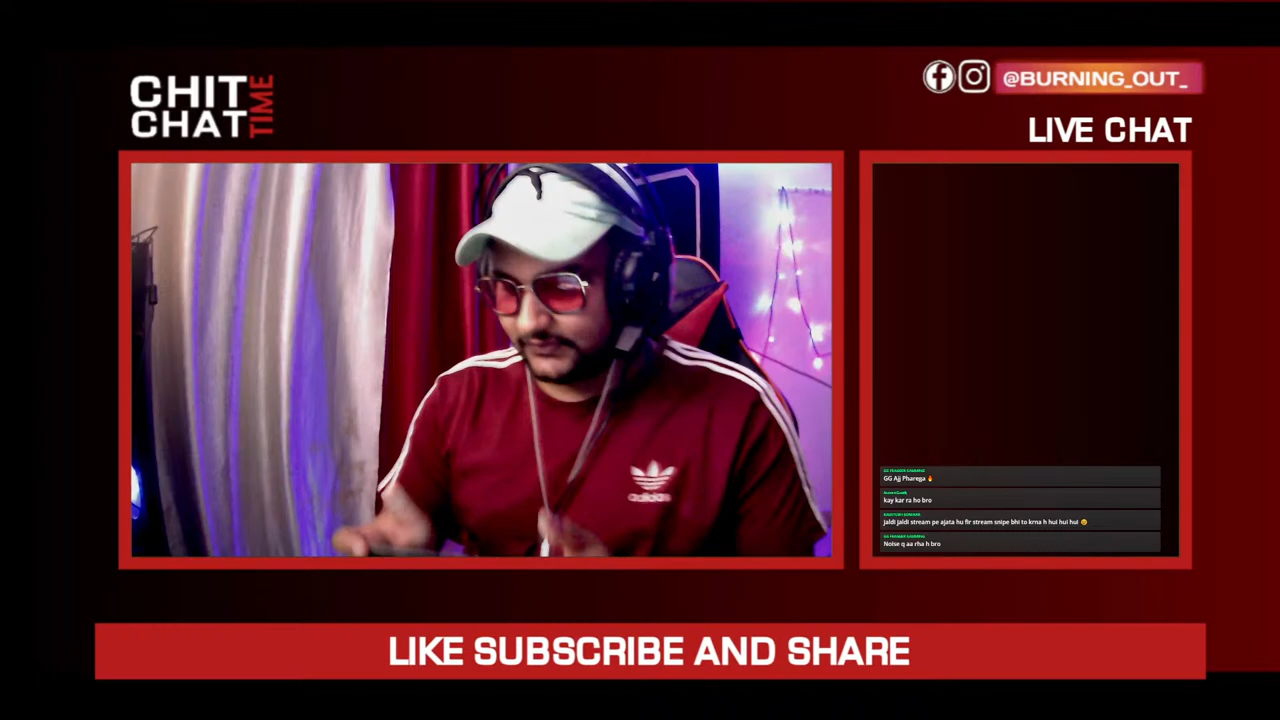 CHIT
CHAT
TIME
@BURNING_OUT_
LIVE CHAT
adidas
GG Ajj Pharega
kay kar ra ho bro
jaldi jaldi stream pe ajata hu fir stream snipe bhi to krna h hui hui hui
Noise q aa rha h bro
LIKE SUBSCRIBE AND SHARE